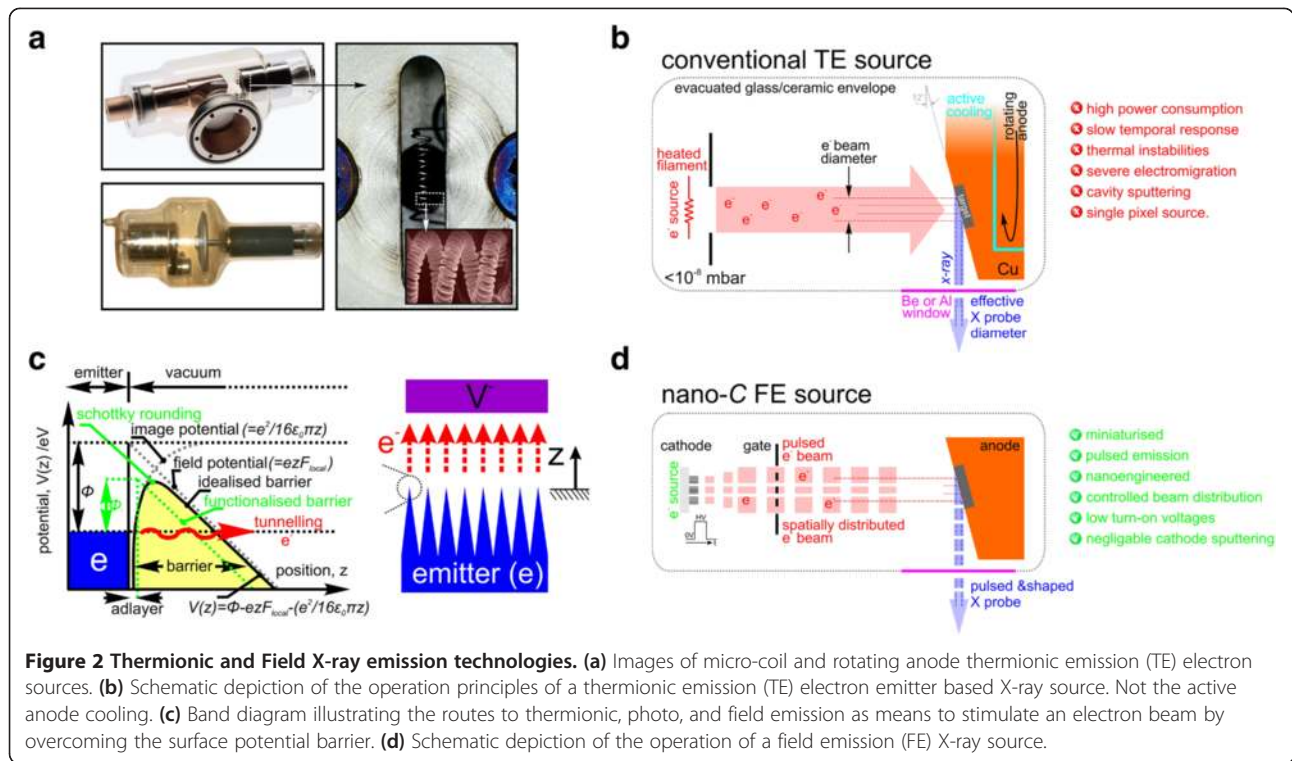 a
b
conventional TE source
evacuated glass/ceramic envelope
12°
active
cooling
rotating
anode
heated
filament
e⁻ source
e⁻ beam
diameter
e⁻ e⁻ e⁻ e⁻ e⁻ e⁻
target
<10⁻⁸ mbar
x-ray
Cu
Be or Al
window
effective
X probe
diameter
high power consumption
slow temporal response
thermal instabilities
severe electromigration
cavity sputtering
single pixel source.
c
emitter
vacuum
schottky rounding
image potential (=e²/16ε₀πz)
field potential (=ezF_local)
idealised barrier
functionalised barrier
potential, V(z) /eV
Φ
Φ
tunnelling
e⁻
e
barrier
position, z
adlayer
V(z)=Φ-ezF_local-(e²/16ε₀πz)
V
e⁻
z
emitter (e)
d
nano-C FE source
cathode
gate
pulsed
e⁻ beam
anode
e⁻ source
e⁻
e⁻
e⁻
HV
0V
t
spatially distributed
e⁻ beam
pulsed &shaped
X probe
miniaturised
pulsed emission
nanoengineered
controlled beam distribution
low turn-on voltages
negligable cathode sputtering
Figure 2 Thermionic and Field X-ray emission technologies. (a) Images of micro-coil and rotating anode thermionic emission (TE) electron
sources. (b) Schematic depiction of the operation principles of a thermionic emission (TE) electron emitter based X-ray source. Not the active
anode cooling. (c) Band diagram illustrating the routes to thermionic, photo, and field emission as means to stimulate an electron beam by
overcoming the surface potential barrier. (d) Schematic depiction of the operation of a field emission (FE) X-ray source.